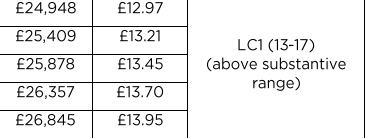 £24,948 £12.97
£25,409 £13.21
£25,878 £13.45
£26,357 £13.70
£26,845 £13.95
LC1 (13-17)
(above substantive
range)